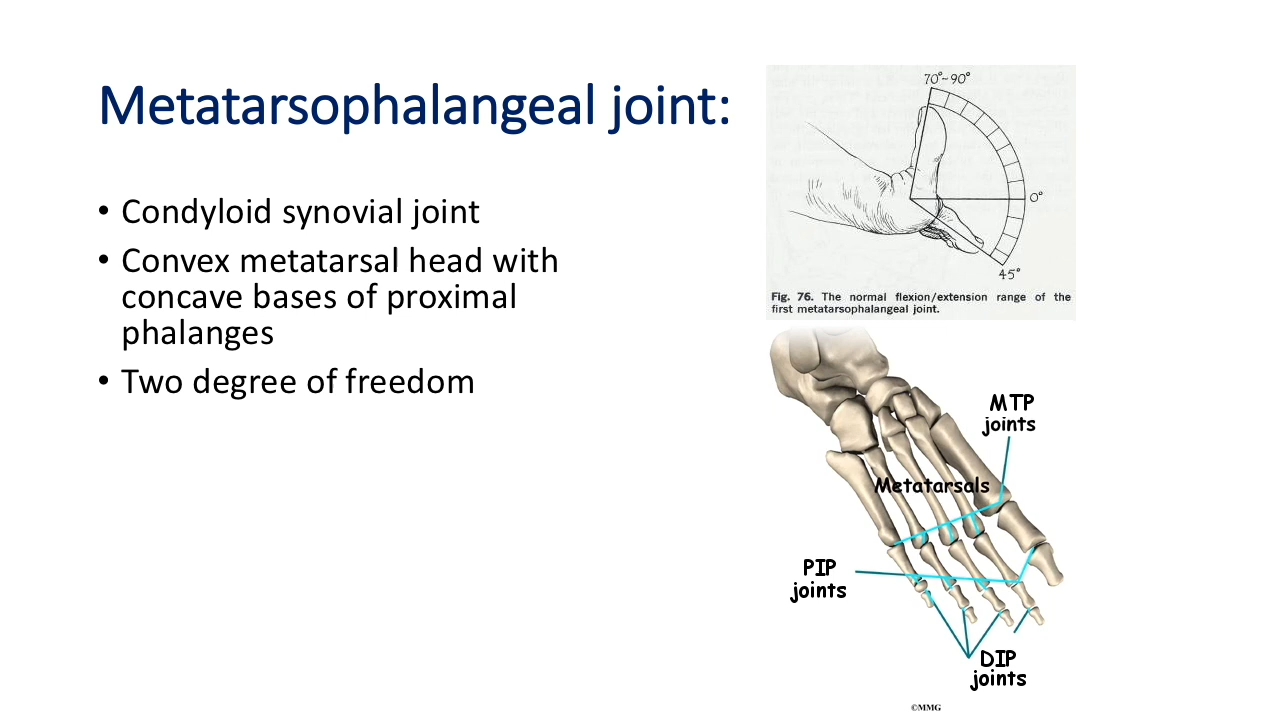 Metatarsophalangeal joint:
• Condyloid synovial joint
• Convex metatarsal head with
concave bases of proximal
phalanges
• Two degree of freedom
70°~90°
0°
45°
Fig. 76. The normal flexion/extension range of the
first metatarsophalangeal joint.
MTP
joints
Metatarsals
PIP
joints
DIP
joints
©MMG